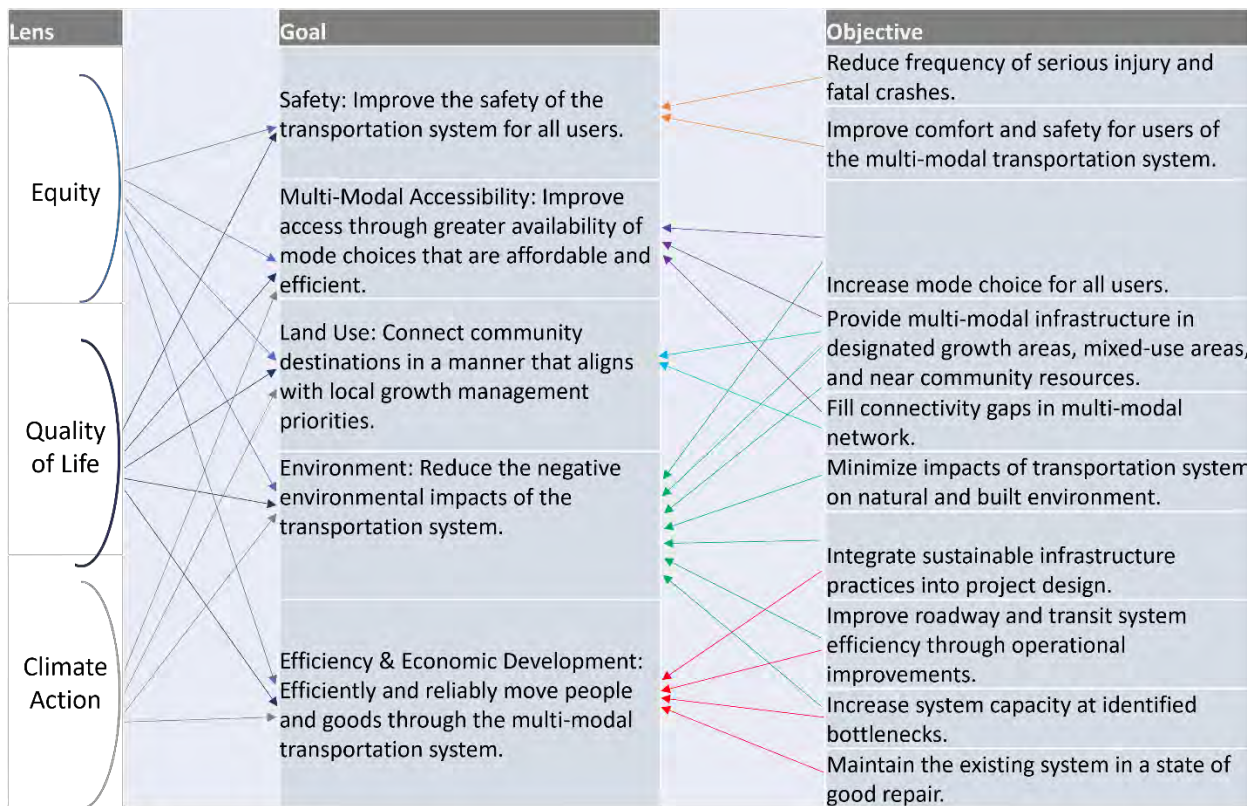 Lens
Goal
Objective
Equity
Quality
of Life
Climate
Action
Safety: Improve the safety of the
transportation system for all users.
Multi-Modal Accessibility: Improve
access through greater availability of
mode choices that are affordable and
efficient.
Land Use: Connect community
destinations in a manner that aligns
with local growth management
priorities.
Environment: Reduce the negative
environmental impacts of the
transportation system.
Efficiency & Economic Development:
Efficiently and reliably move people
and goods through the multi-modal
transportation system.
Reduce frequency of serious injury and
fatal crashes.
Improve comfort and safety for users of
the multi-modal transportation system.
Increase mode choice for all users.
Provide multi-modal infrastructure in
designated growth areas, mixed-use areas,
and near community resources.
Fill connectivity gaps in multi-modal
network.
Minimize impacts of transportation system
on natural and built environment.
Integrate sustainable infrastructure
practices into project design.
Improve roadway and transit system
efficiency through operational
improvements.
Increase system capacity at identified
bottlenecks.
Maintain the existing system in a state of
good repair.